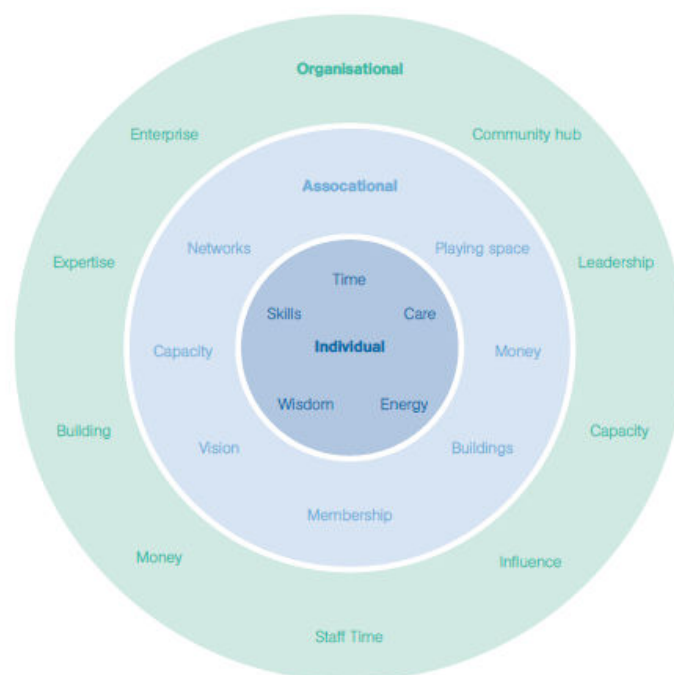 Organisational
Enterprise
Community hub
Assocational
Networks
Playing space
Expertise
Leadership
Time
Skills
Care
Individual
Capacity
Money
Wisdom
Energy
Building
Capacity
Vision
Buildings
Membership
Money
Influence
Staff Time